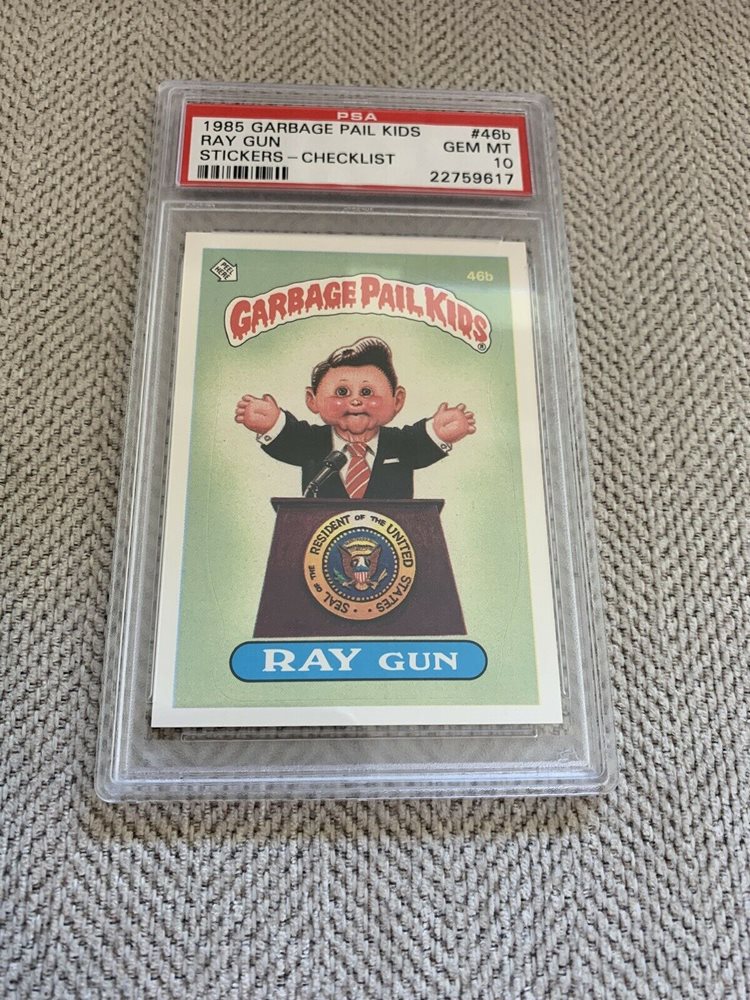 PSA
1985 GARBAGE PAIL KIDS #46b
RAY GUN GEM MT
STICKERS - CHECKLIST 10
22759617
PEEL HERE
46b
GARBAGE PAIL KIDS
®
SEAL OF THE RESIDENT OF THE UNITED STATES
RAY GUN